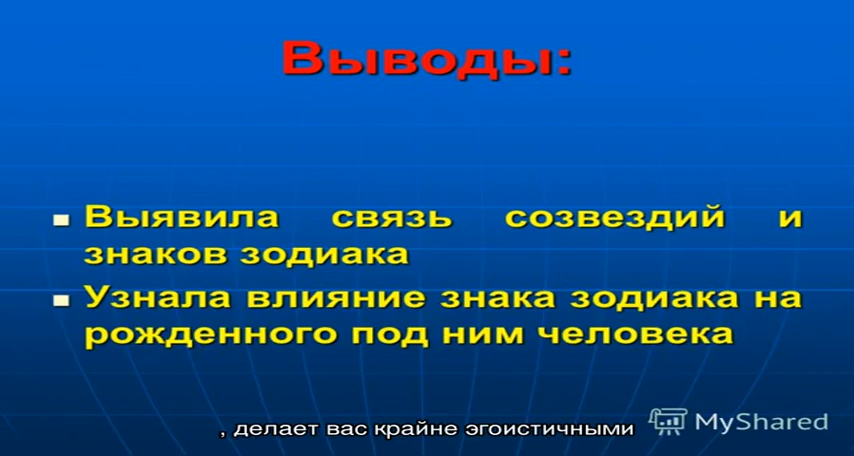 Выводы:
Выявила связь созвездий и
знаков зодиака
Узнала влияние знака зодиака на
рожденного под ним человека
, делает вас крайне эгоистичными
MyShared